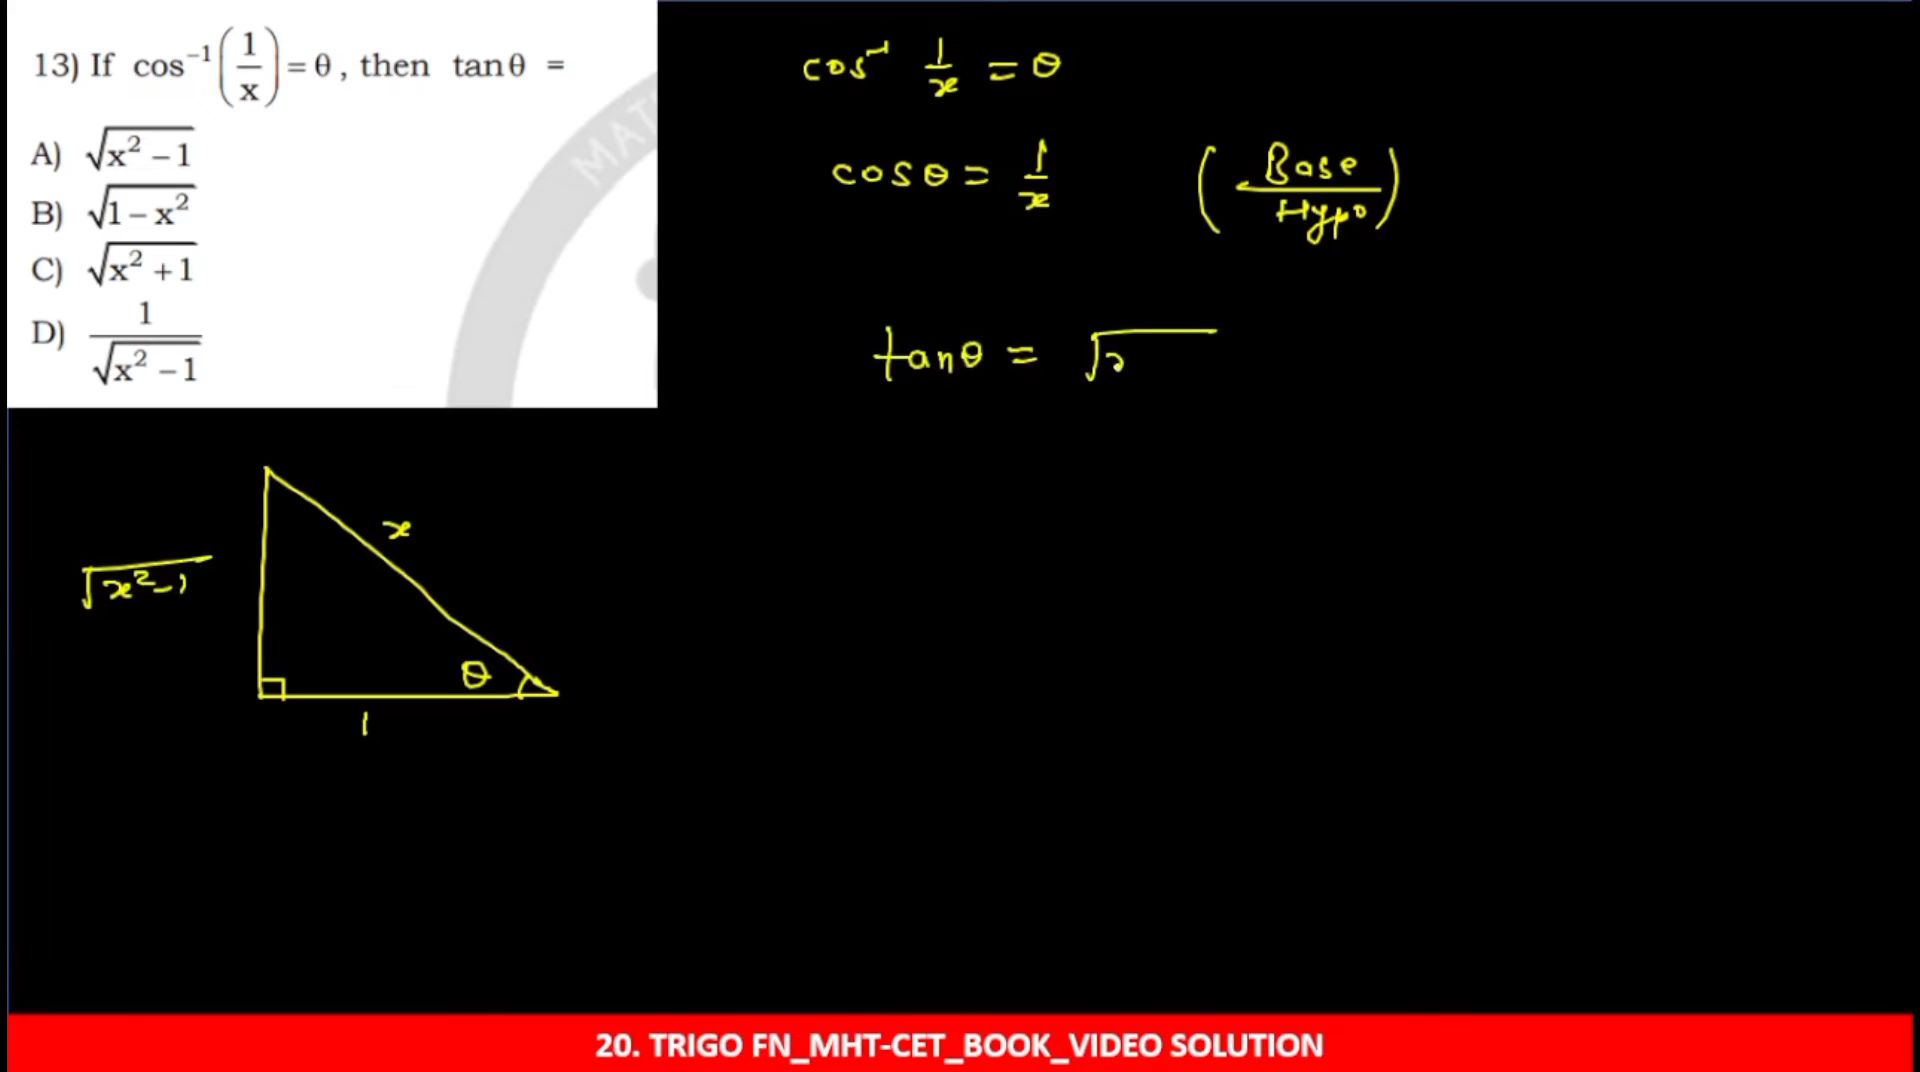 13) If cos⁻¹(1/x) = θ, then tanθ =
A) √(x² – 1)
B) √(1 – x²)
C) √(x² + 1)
D) 1/√(x² – 1)
MAT
cos⁻¹ 1/x = θ
cosθ = 1/x (Base/Hypo)
tanθ = √
x
√(x²-1)
θ
1
20. TRIGO FN_MHT-CET_BOOK_VIDEO SOLUTION